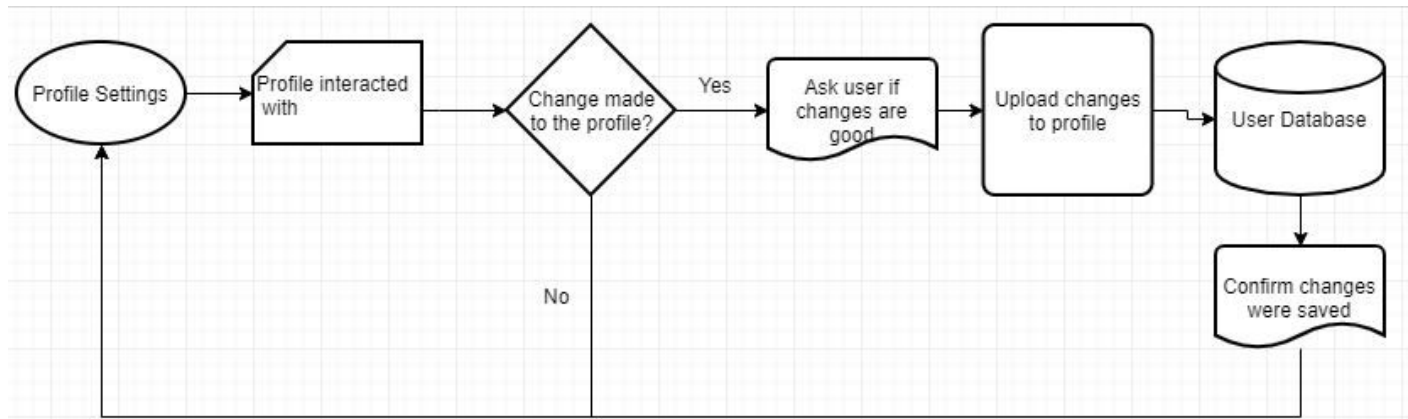 Profile Settings
Profile interacted
with
Change made
to the profile?
Yes
No
Ask user if
changes are
good
Upload changes
to profile
User Database
Confirm changes
were saved